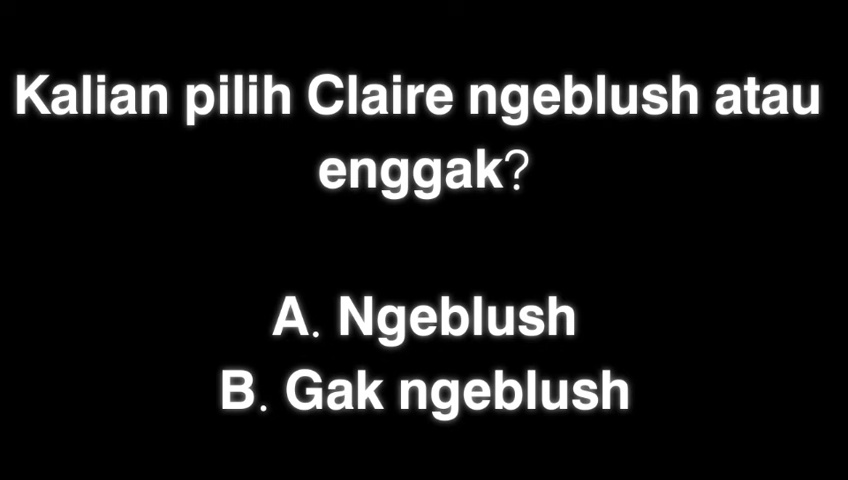 Kalian pilih Claire ngeblush atau
enggak?
A. Ngeblush
B. Gak ngeblush